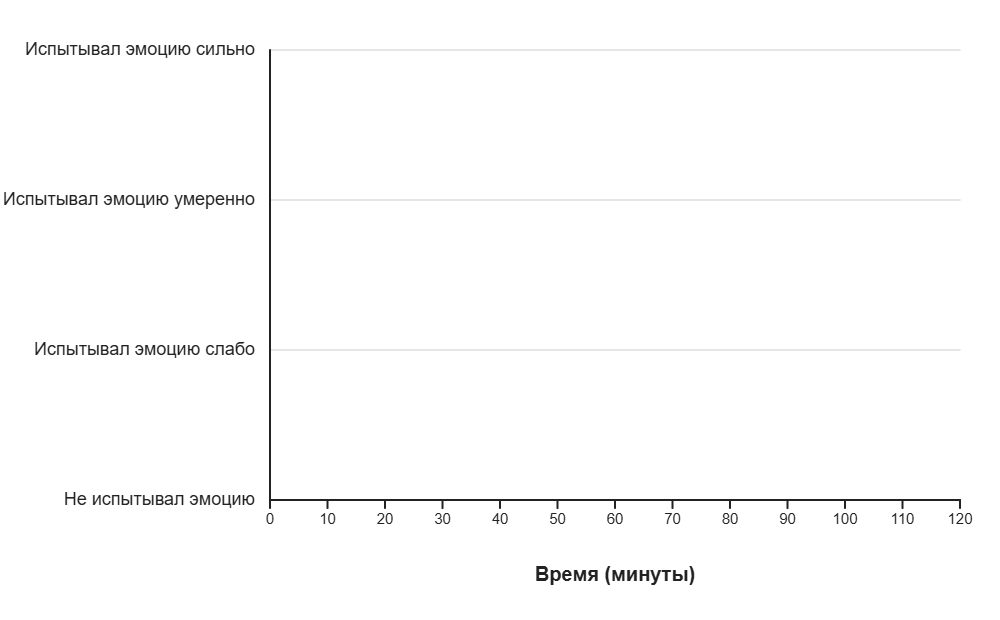 Испытывал эмоцию сильно
Испытывал эмоцию умеренно
Испытывал эмоцию слабо
Не испытывал эмоцию
0 10 20 30 40 50 60 70 80 90 100 110 120
Время (минуты)